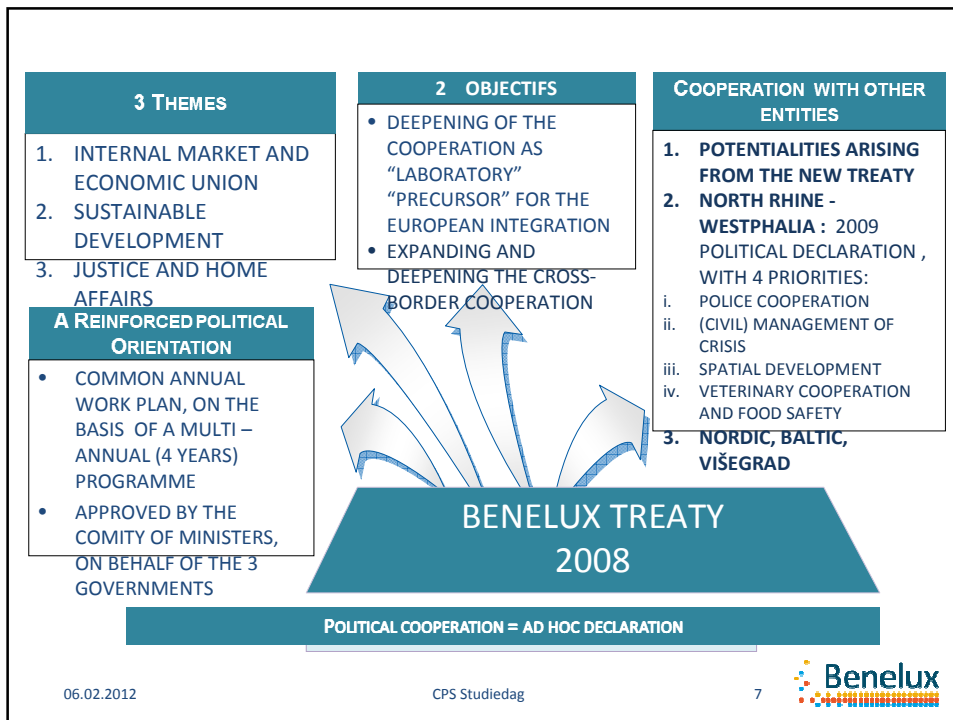 3 THEMES
1. INTERNAL MARKET AND
ECONOMIC UNION
2. SUSTAINABLE
DEVELOPMENT
3. JUSTICE AND HOME
AFFAIRS
2 OBJECTIFS
• DEEPENING OF THE
COOPERATION AS
“LABORATORY”
“PRECURSOR” FOR THE
EUROPEAN INTEGRATION
• EXPANDING AND
DEEPENING THE CROSS-
BORDER COOPERATION
COOPERATION WITH OTHER
ENTITIES
1. POTENTIALITIES ARISING
FROM THE NEW TREATY
2. NORTH RHINE -
WESTPHALIA : 2009
POLITICAL DECLARATION ,
WITH 4 PRIORITIES:
i. POLICE COOPERATION
ii. (CIVIL) MANAGEMENT OF
CRISIS
iii. SPATIAL DEVELOPMENT
iv. VETERINARY COOPERATION
AND FOOD SAFETY
3. NORDIC, BALTIC,
VIŠEGRAD
A REINFORCED POLITICAL
ORIENTATION
• COMMON ANNUAL
WORK PLAN, ON THE
BASIS OF A MULTI –
ANNUAL (4 YEARS)
PROGRAMME
• APPROVED BY THE
COMITY OF MINISTERS,
ON BEHALF OF THE 3
GOVERNMENTS
BENELUX TREATY
2008
POLITICAL COOPERATION = AD HOC DECLARATION
06.02.2012
CPS Studiedag
7
Benelux